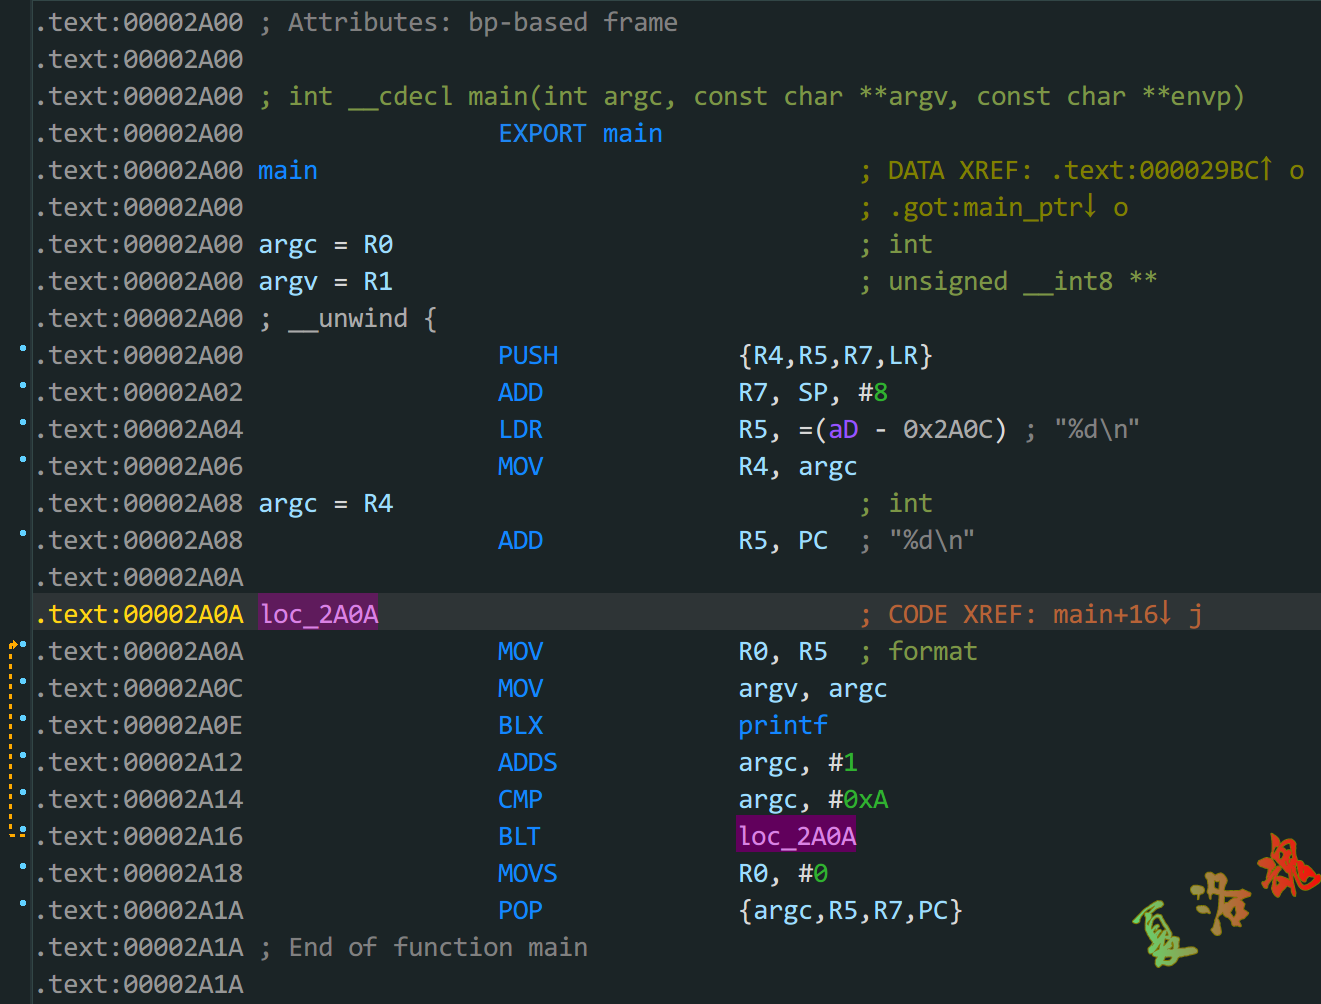 .text:00002A00 ; Attributes: bp-based frame
.text:00002A00
.text:00002A00 ; int __cdecl main(int argc, const char **argv, const char **envp)
.text:00002A00 EXPORT main
.text:00002A00 main ; DATA XREF: .text:000029BC↑ o
.text:00002A00 ; .got:main_ptr↓ o
.text:00002A00 argc = R0 ; int
.text:00002A00 argv = R1 ; unsigned __int8 **
.text:00002A00 ; __unwind {
.text:00002A00 PUSH {R4,R5,R7,LR}
.text:00002A02 ADD R7, SP, #8
.text:00002A04 LDR R5, =(aD - 0x2A0C) ; "%d\n"
.text:00002A06 MOV R4, argc
.text:00002A08 argc = R4 ; int
.text:00002A08 ADD R5, PC ; "%d\n"
.text:00002A0A
.text:00002A0A loc_2A0A ; CODE XREF: main+16↓ j
.text:00002A0A MOV R0, R5 ; format
.text:00002A0C MOV argv, argc
.text:00002A0E BLX printf
.text:00002A12 ADDS argc, #1
.text:00002A14 CMP argc, #0xA
.text:00002A16 BLT loc_2A0A
.text:00002A18 MOVS R0, #0
.text:00002A1A POP {argc,R5,R7,PC}
.text:00002A1A ; End of function main
.text:00002A1A